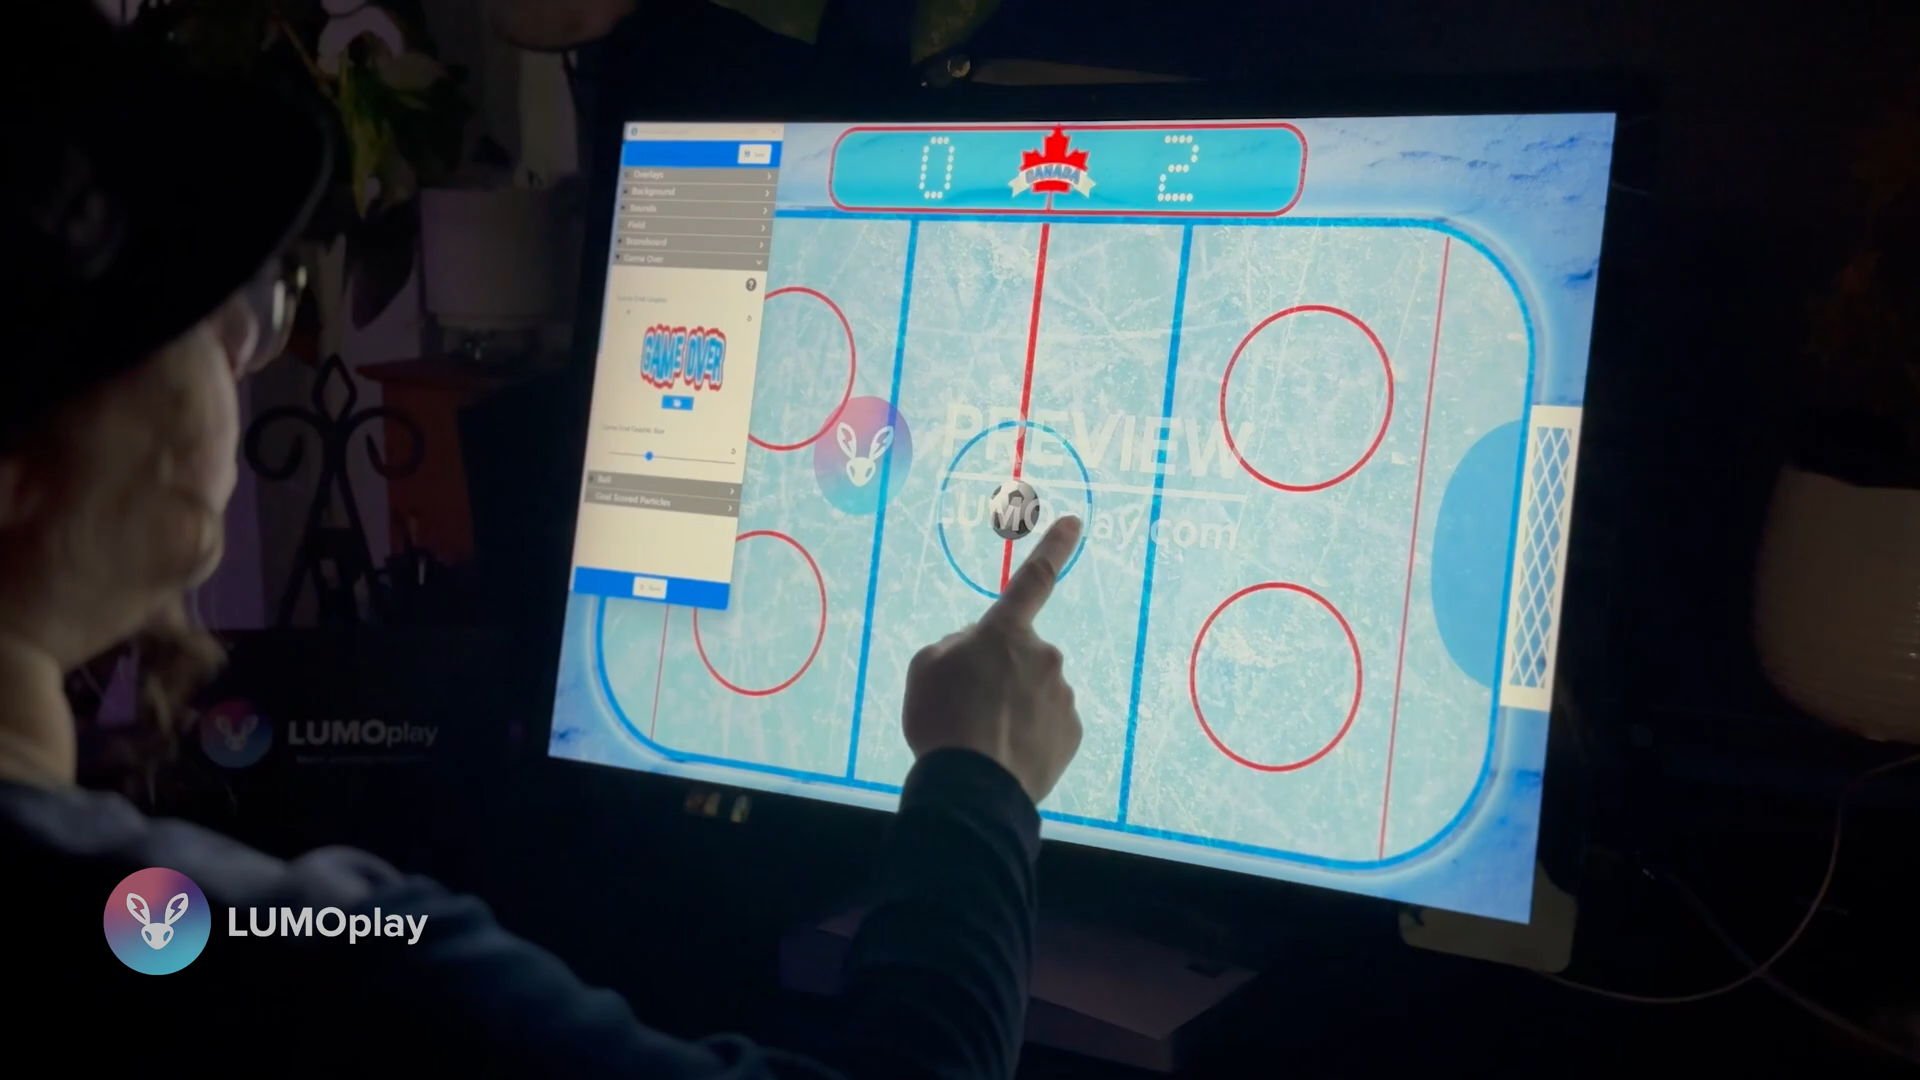 Overlays
Background
Sounds
Field
Scoreboard
Game Over
?
GAME OVER
Ball
Goal Scored Particles
0 CANADA 2
PREVIEW
LUMOplay.com
LUMOplay
LUMOplay